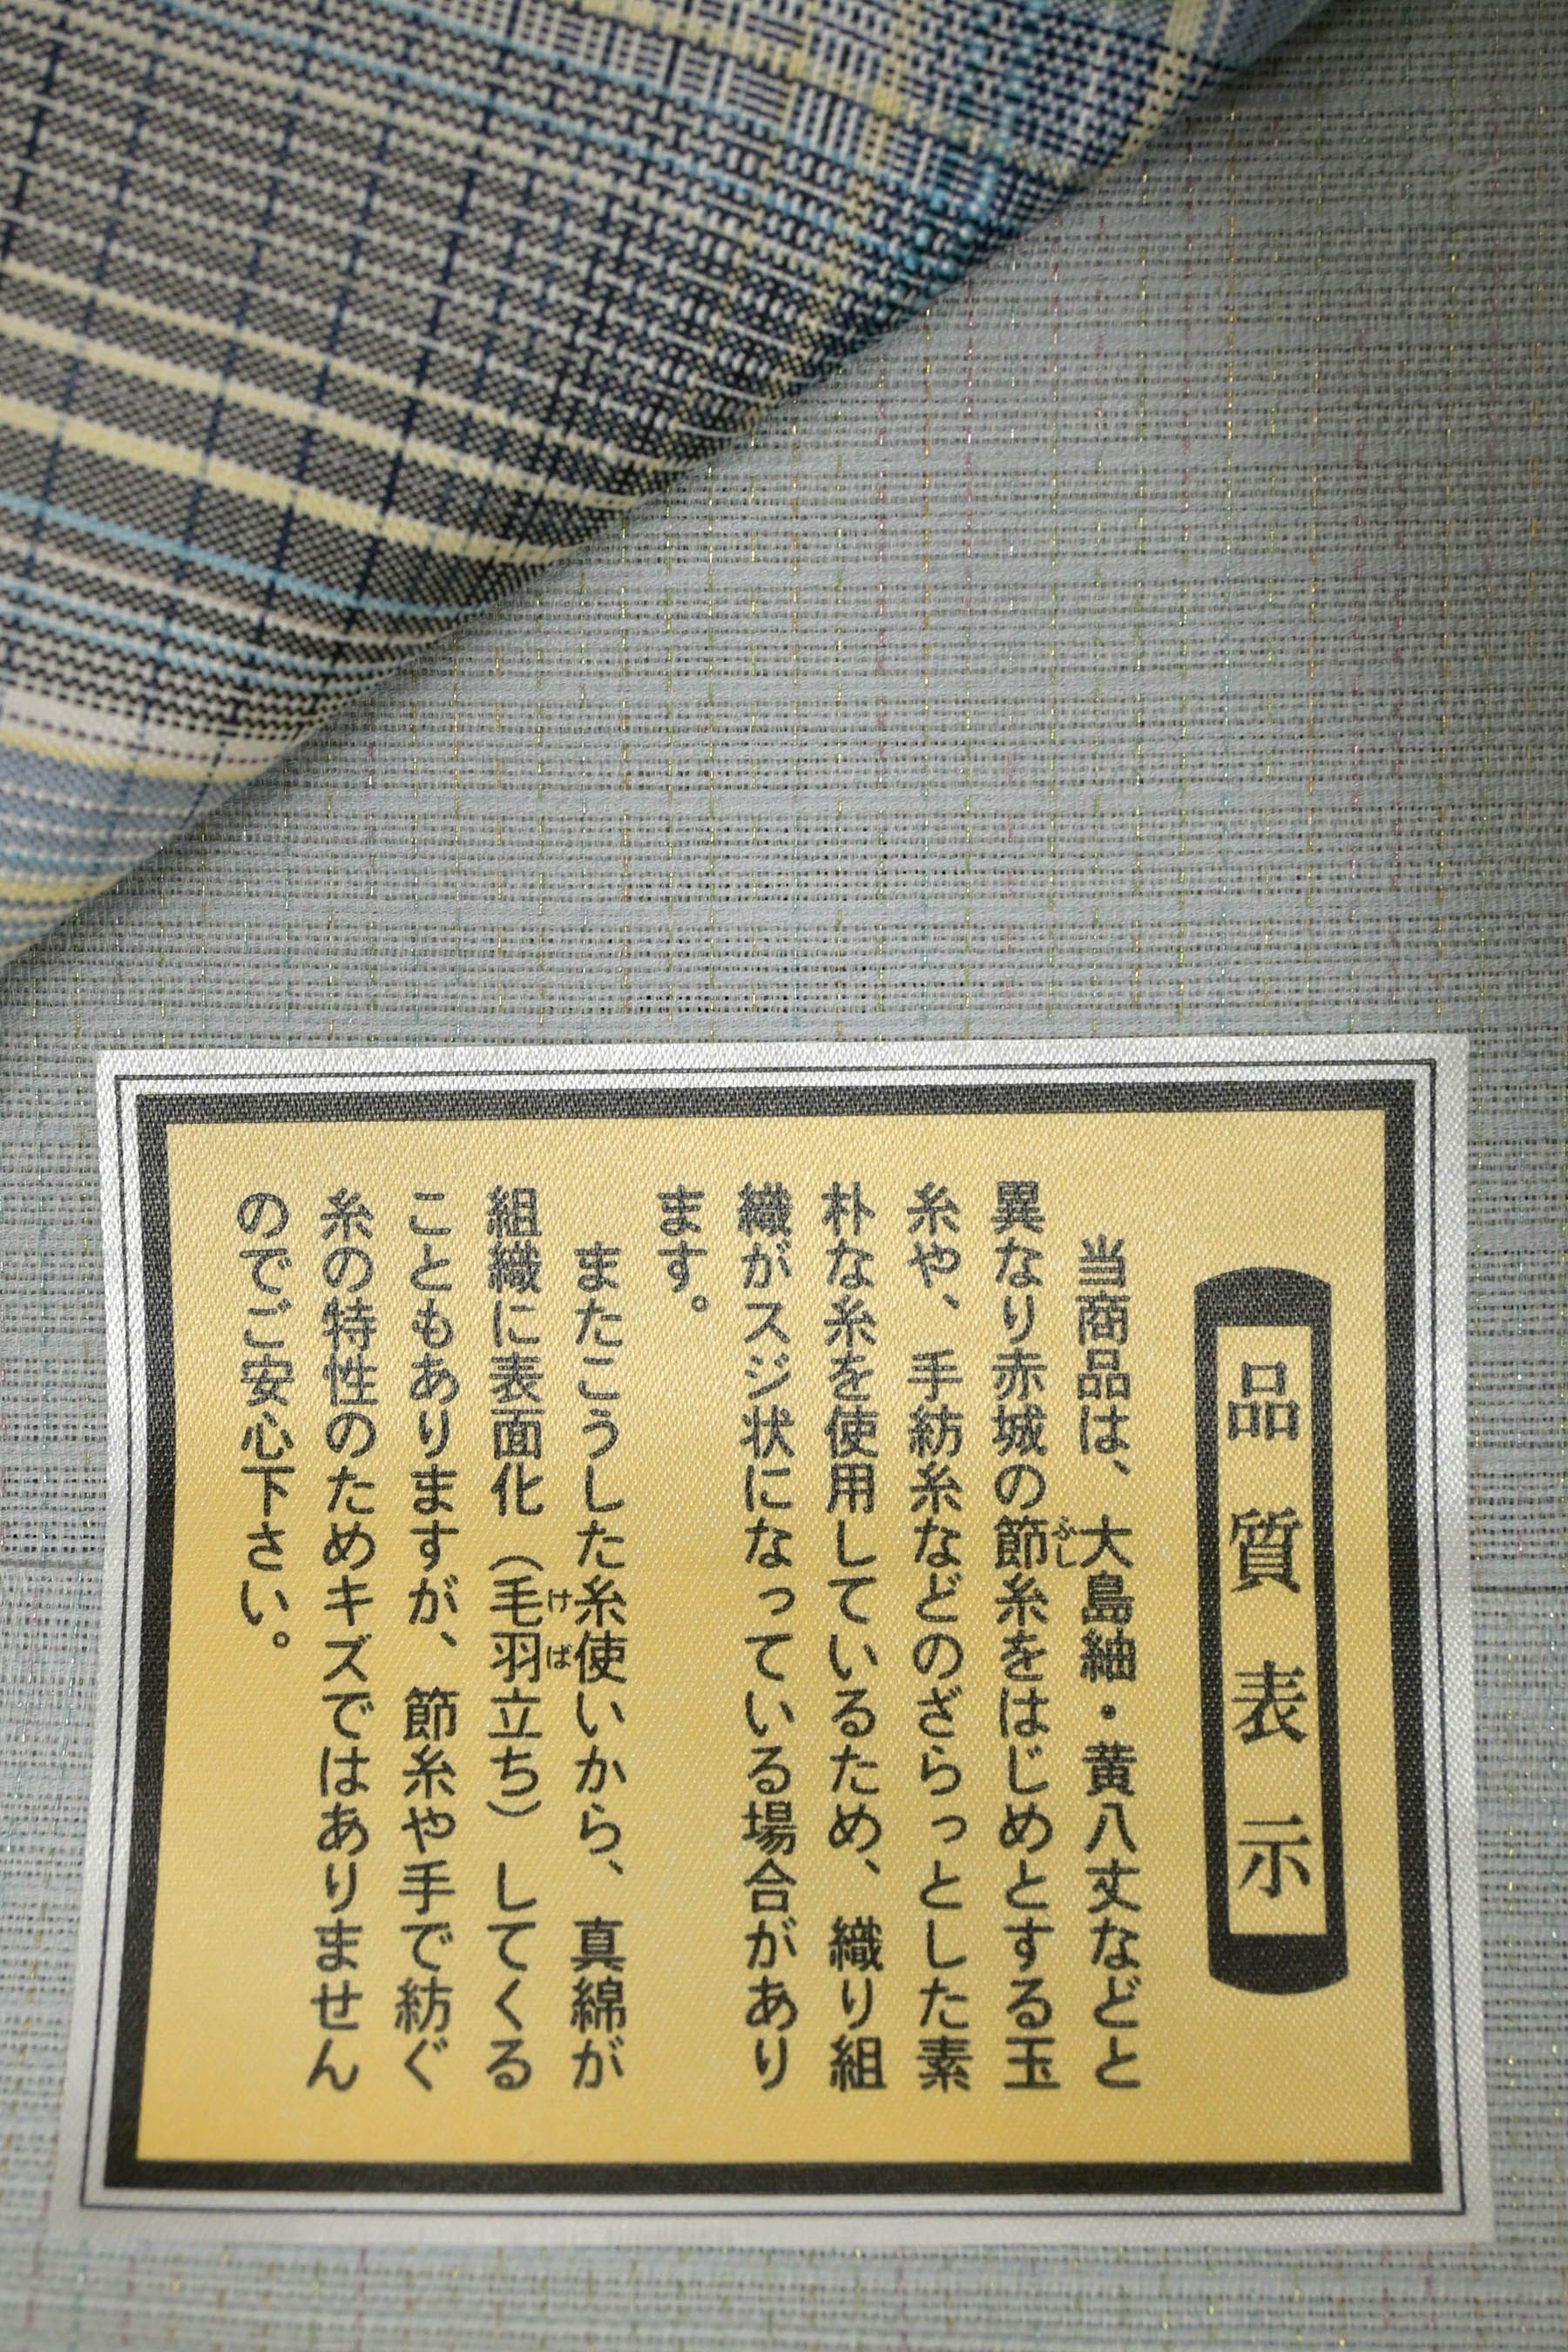 品質表示
当商品は、大島紬・黄八丈などと
異なり赤城の節糸をはじめとする玉
ふし
糸や、手紡糸などのざらっとした素
朴な糸を使用しているため、織り組
織がスジ状になっている場合があり
ます。
またこうした糸使いから、真綿が
組織に表面化（毛羽立ち）してくる
けば
こともありますが、節糸や手で紡ぐ
糸の特性のためキズではありません
のでご安心下さい。